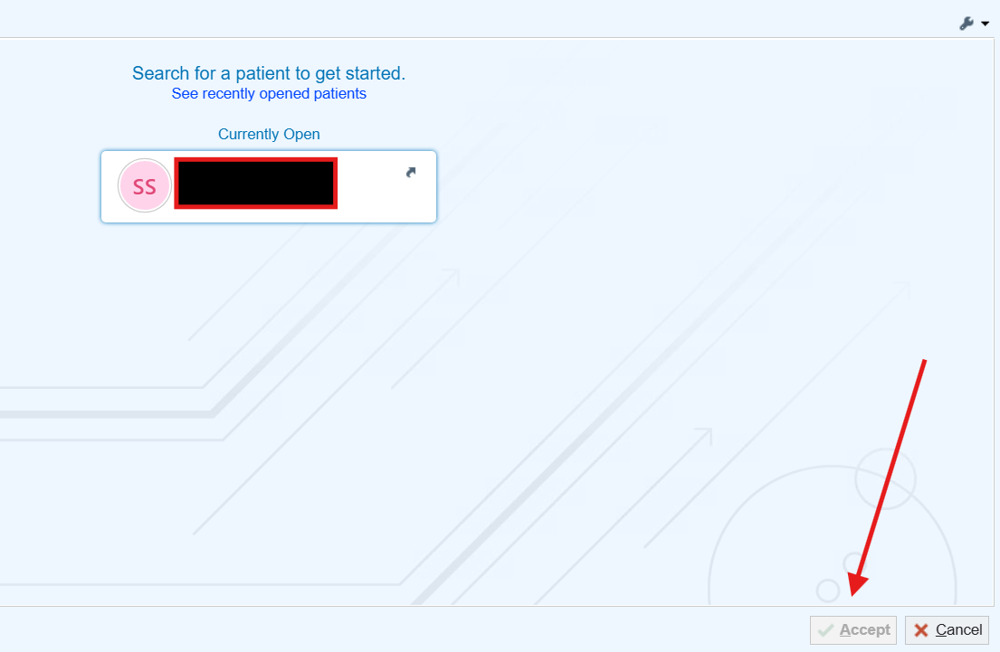 Search for a patient to get started.
See recently opened patients
Currently Open
SS
Accept
Cancel